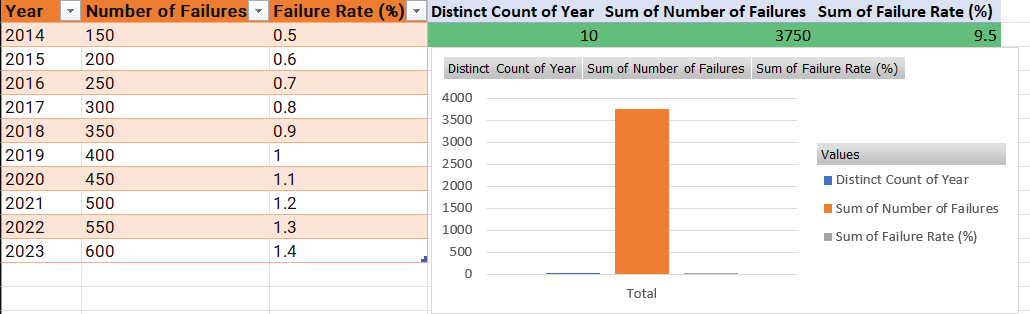 Year Number of Failures Failure Rate (%) Distinct Count of Year Sum of Number of Failures Sum of Failure Rate (%)
2014 150 0.5 10 3750 9.5
2015 200 0.6
2016 250 0.7
2017 300 0.8
2018 350 0.9
2019 400 1
2020 450 1.1
2021 500 1.2
2022 550 1.3
2023 600 1.4
Distinct Count of Year Sum of Number of Failures Sum of Failure Rate (%)
4000
3500
3000
2500
2000
1500
1000
500
0
Total
Values
Distinct Count of Year
Sum of Number of Failures
Sum of Failure Rate (%)